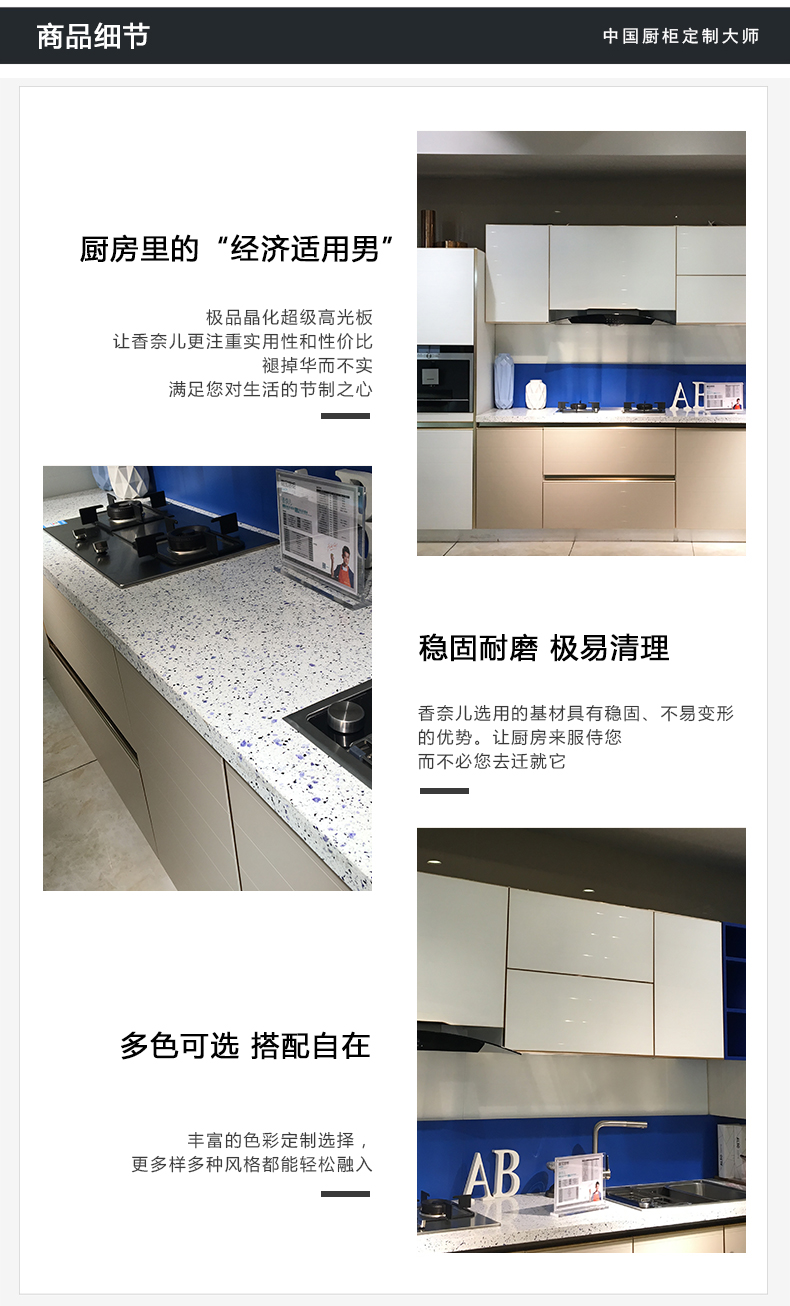 商品细节
中国厨柜定制大师
厨房里的“经济适用男”
极品晶化超级高光板
让香奈儿更注重实用性和性价比
褪掉华而不实
满足您对生活的节制之心
AB
稳固耐磨 极易清理
香奈儿选用的基材具有稳固、不易变形
的优势。让厨房来服侍您
而不必您去迁就它
多色可选 搭配自在
丰富的色彩定制选择，
更多样多种风格都能轻松融入
AB